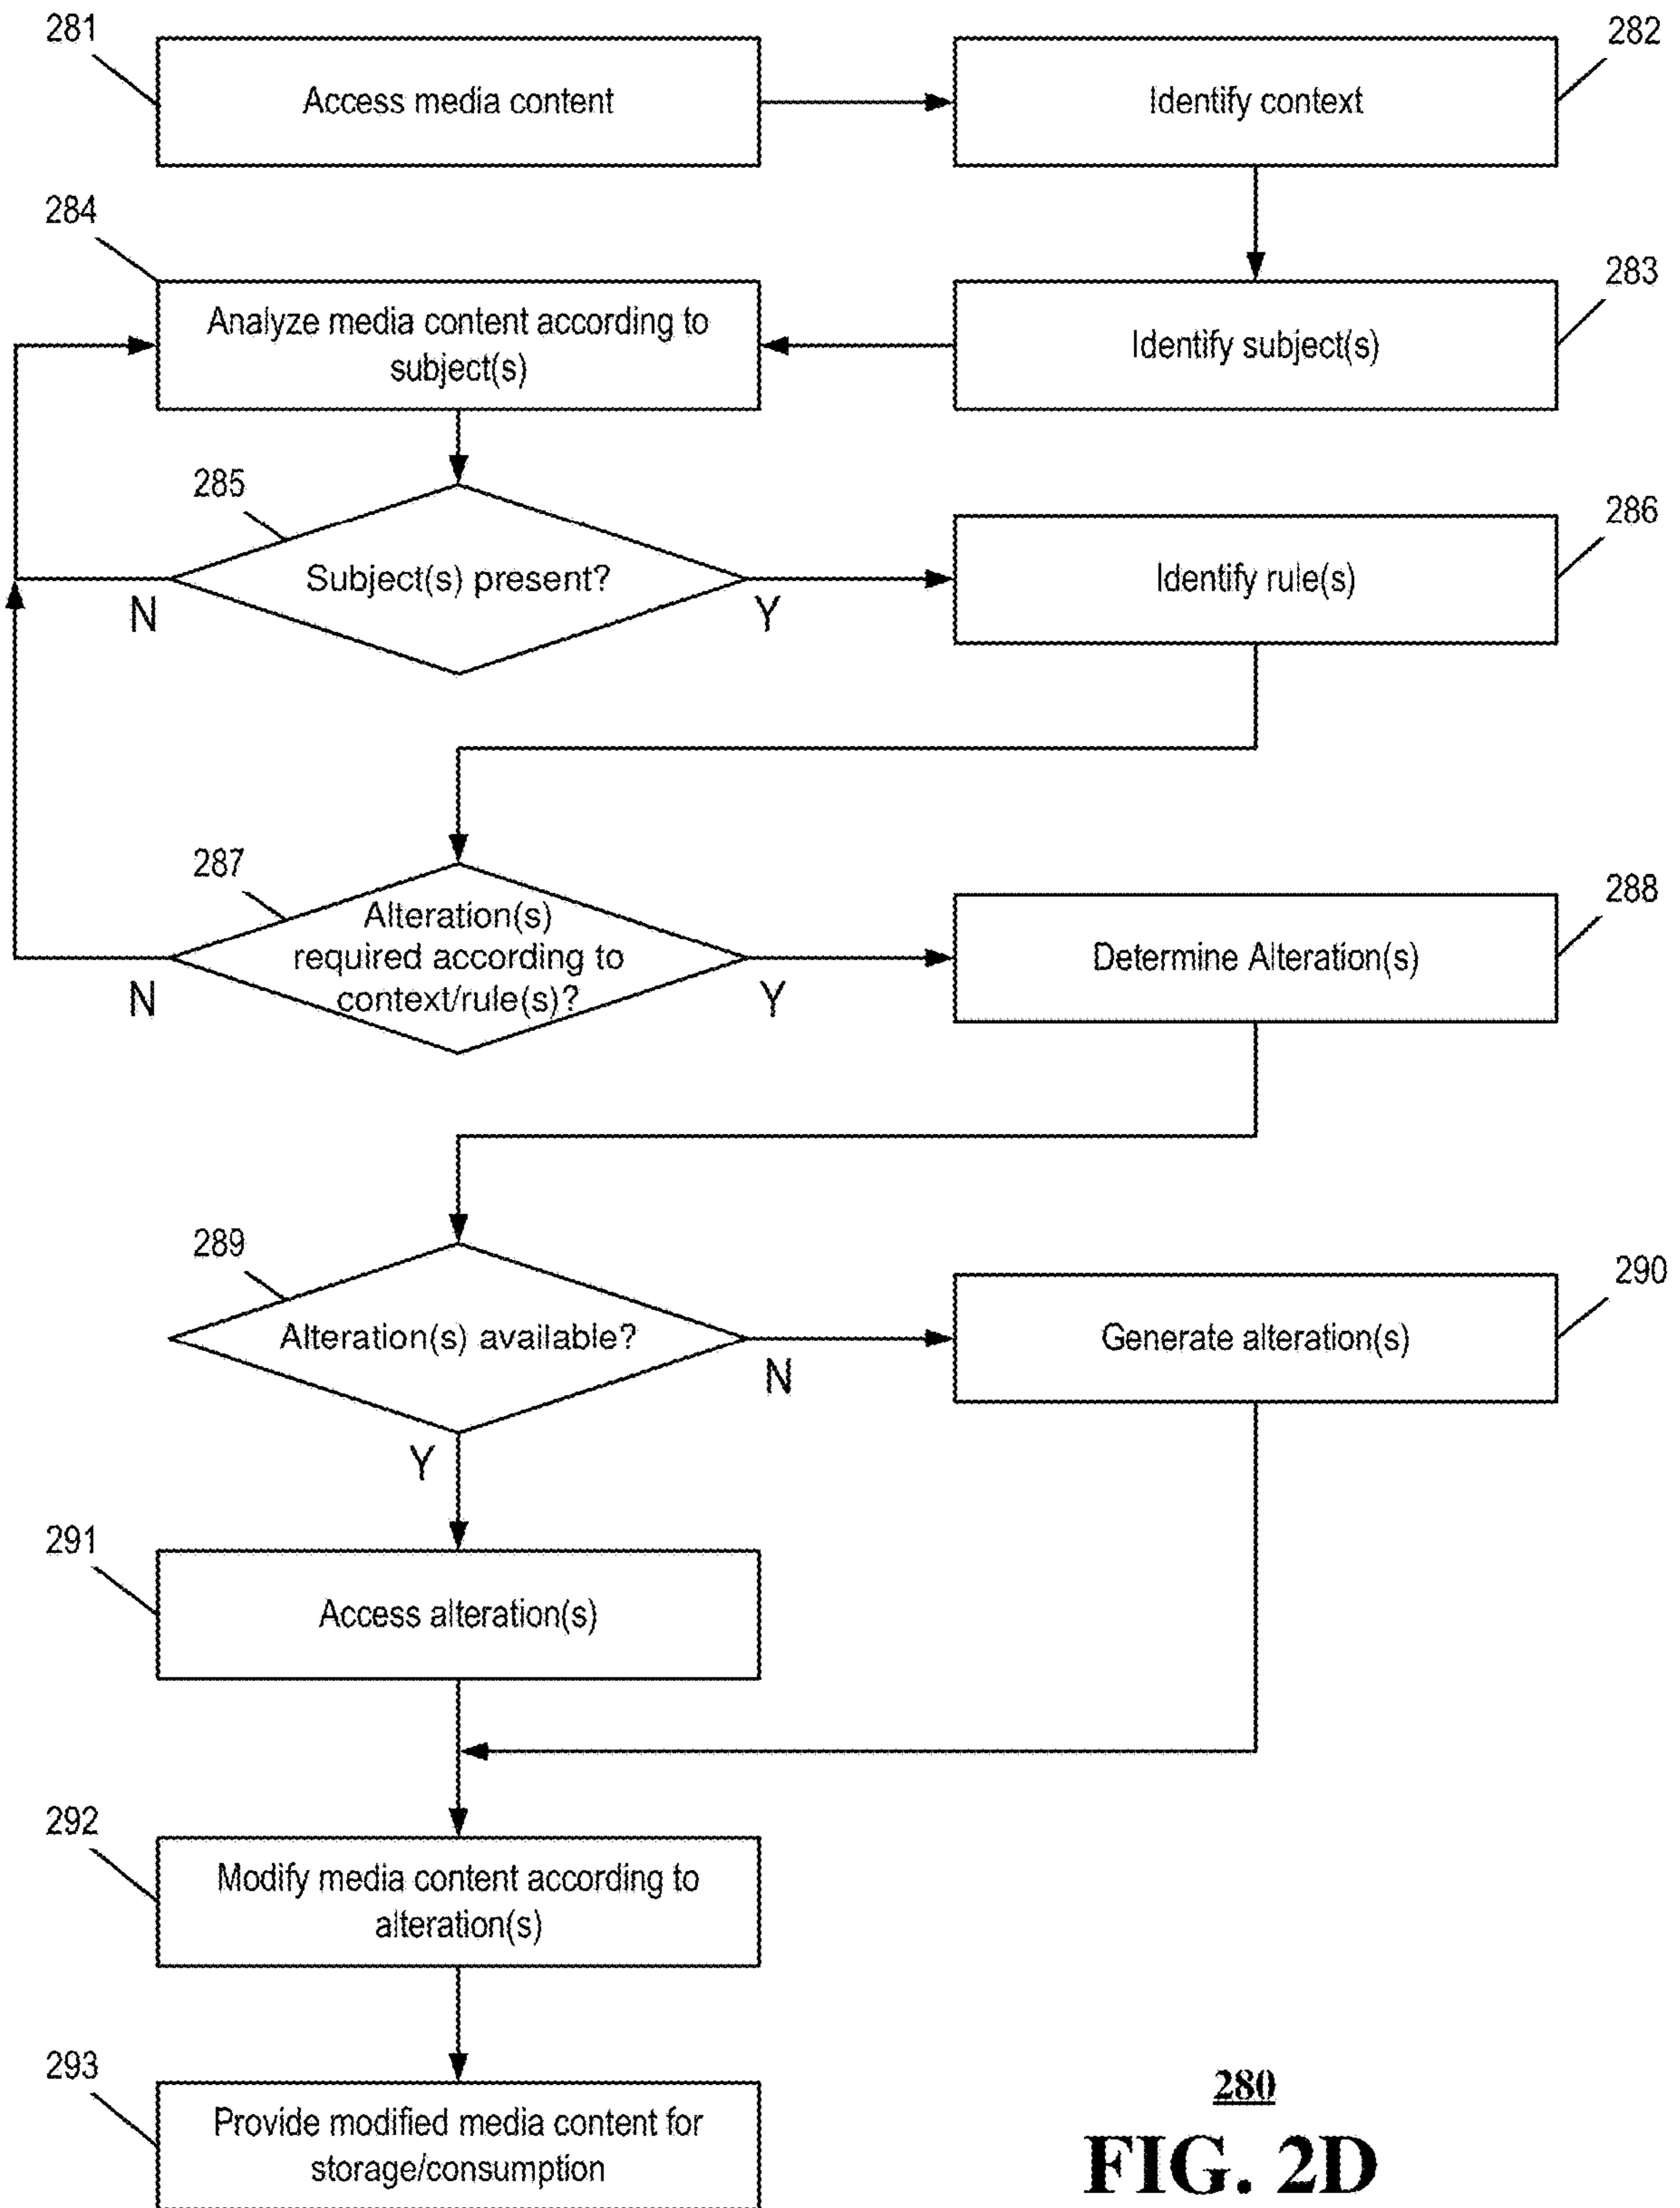 281
Access media content
282
Identify context
284
Analyze media content according to
subject(s)
283
Identify subject(s)
285
Subject(s) present?
N
Y
286
Identify rule(s)
287
Alteration(s)
required according to
context/rule(s)?
N
Y
288
Determine Alteration(s)
289
Alteration(s) available?
N
Y
290
Generate alteration(s)
291
Access alteration(s)
292
Modify media content according to
alteration(s)
293
Provide modified media content for
storage/consumption
280
FIG. 2D